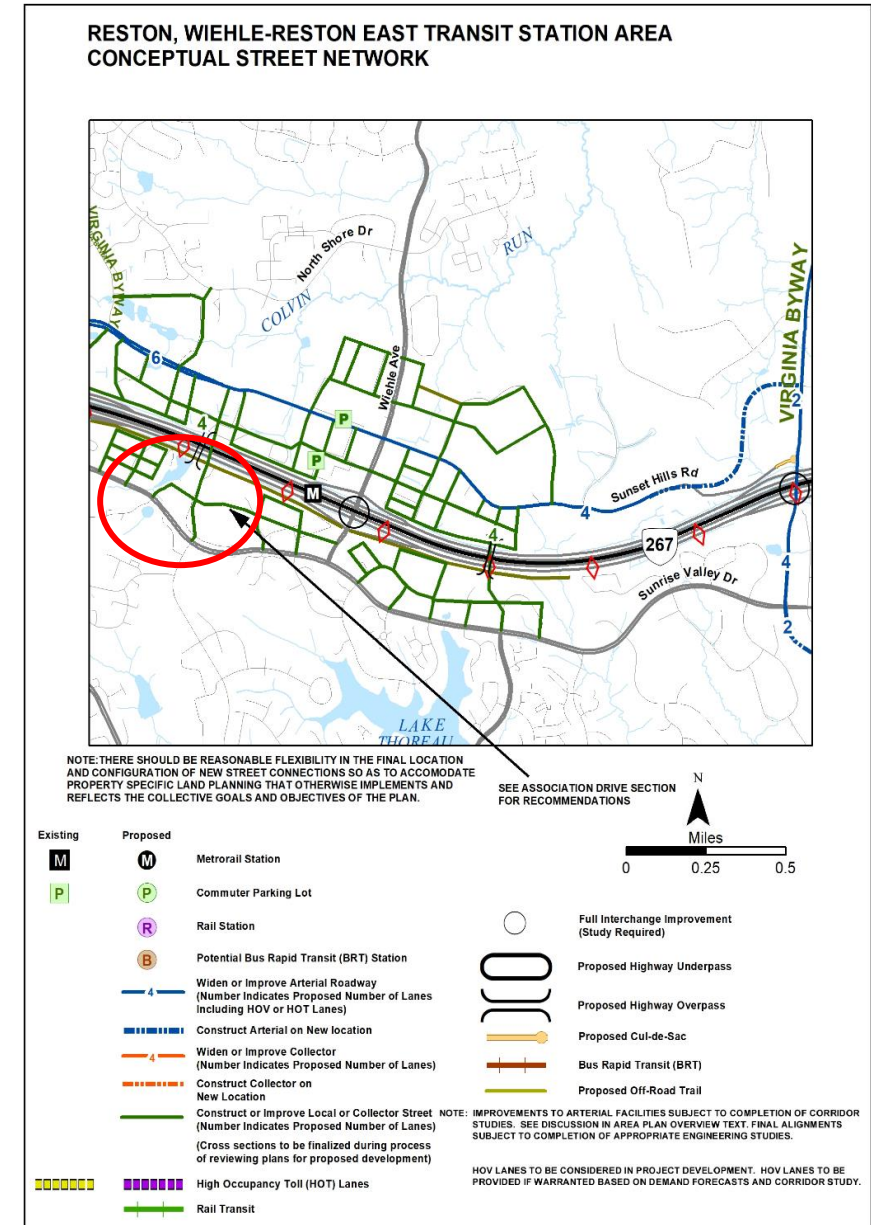 RESTON, WIEHLE-RESTON EAST TRANSIT STATION AREA
CONCEPTUAL STREET NETWORK
VIRGINIA BYWAY
North Shore Dr
COLVIN
RUN
VIRGINIA BYWAY
6
Wiehle Ave
P
2
4
P
Sunset Hills Rd
M
4
4
267
Sunrise Valley Dr
4
2
LAKE
THOREAU
NOTE:THERE SHOULD BE REASONABLE FLEXIBILITY IN THE FINAL LOCATION
AND CONFIGURATION OF NEW STREET CONNECTIONS SO AS TO ACCOMODATE
PROPERTY SPECIFIC LAND PLANNING THAT OTHERWISE IMPLEMENTS AND
REFLECTS THE COLLECTIVE GOALS AND OBJECTIVES OF THE PLAN.
SEE ASSOCIATION DRIVE SECTION
FOR RECOMMENDATIONS
N
Miles
0 0.25 0.5
Existing Proposed
M M Metrorail Station
P P Commuter Parking Lot
R Rail Station
B Potential Bus Rapid Transit (BRT) Station
4 Widen or Improve Arterial Roadway
(Number Indicates Proposed Number of Lanes
Including HOV or HOT Lanes)
Construct Arterial on New location
4 Widen or Improve Collector
(Number Indicates Proposed Number of Lanes)
Construct Collector on
New Location
Construct or Improve Local or Collector Street
(Number Indicates Proposed Number of Lanes)
(Cross sections to be finalized during process
of reviewing plans for proposed development)
High Occupancy Toll (HOT) Lanes
Rail Transit
Full Interchange Improvement
(Study Required)
Proposed Highway Underpass
Proposed Highway Overpass
Proposed Cul-de-Sac
Bus Rapid Transit (BRT)
Proposed Off-Road Trail
NOTE: IMPROVEMENTS TO ARTERIAL FACILITIES SUBJECT TO COMPLETION OF CORRIDOR
STUDIES. SEE DISCUSSION IN AREA PLAN OVERVIEW TEXT. FINAL ALIGNMENTS
SUBJECT TO COMPLETION OF APPROPRIATE ENGINEERING STUDIES.
HOV LANES TO BE CONSIDERED IN PROJECT DEVELOPMENT. HOV LANES TO BE
PROVIDED IF WARRANTED BASED ON DEMAND FORECASTS AND CORRIDOR STUDY.